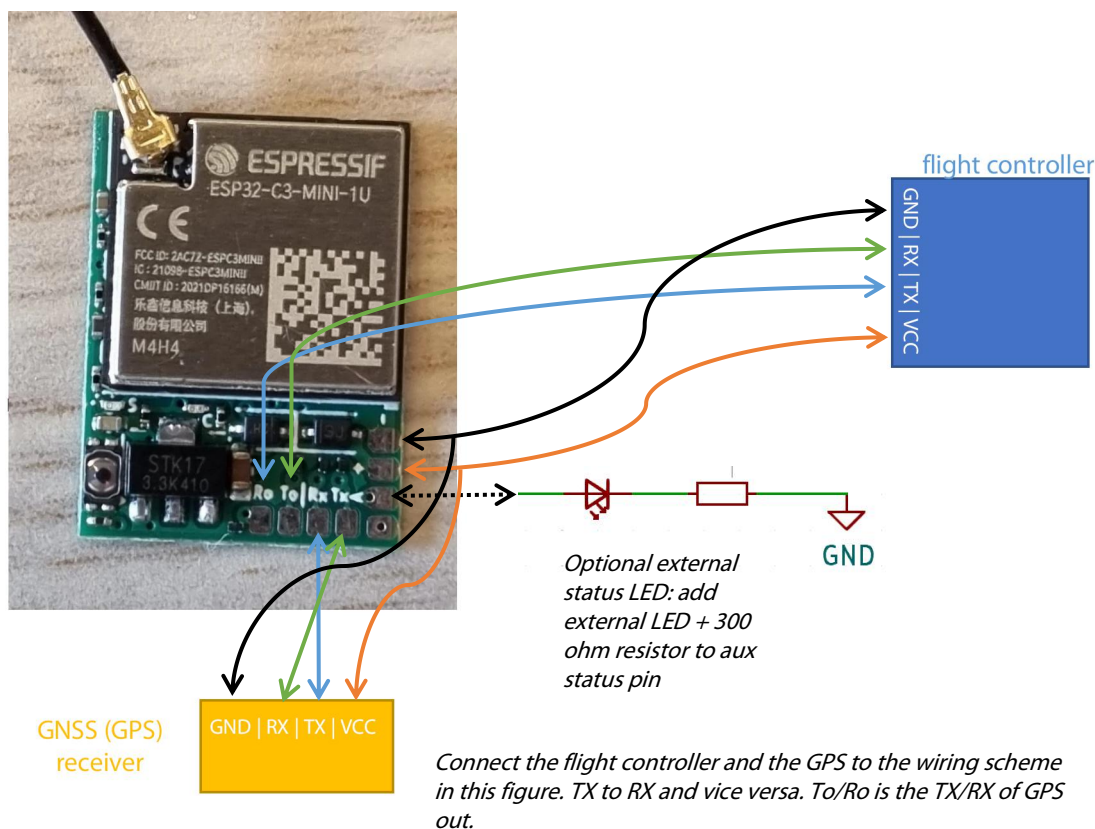 ESPRESSIF
ESP32-C3-MINI-1U
CE
FCC ID: 2AC7Z-ESPC3MINI1
IC : 21098-ESPC3MINI1
CMIIT ID : 2021DP16166(M)
乐鑫信息科技（上海）
股份有限公司
M4H4
STK17
3.3K410
Ro To|Rx Tx
flight controller
GND | RX | TX | VCC
GND
Optional external
status LED: add
external LED + 300
ohm resistor to aux
status pin
GNSS (GPS)
receiver
GND | RX | TX | VCC
Connect the flight controller and the GPS to the wiring scheme
in this figure. TX to RX and vice versa. To/Ro is the TX/RX of GPS
out.